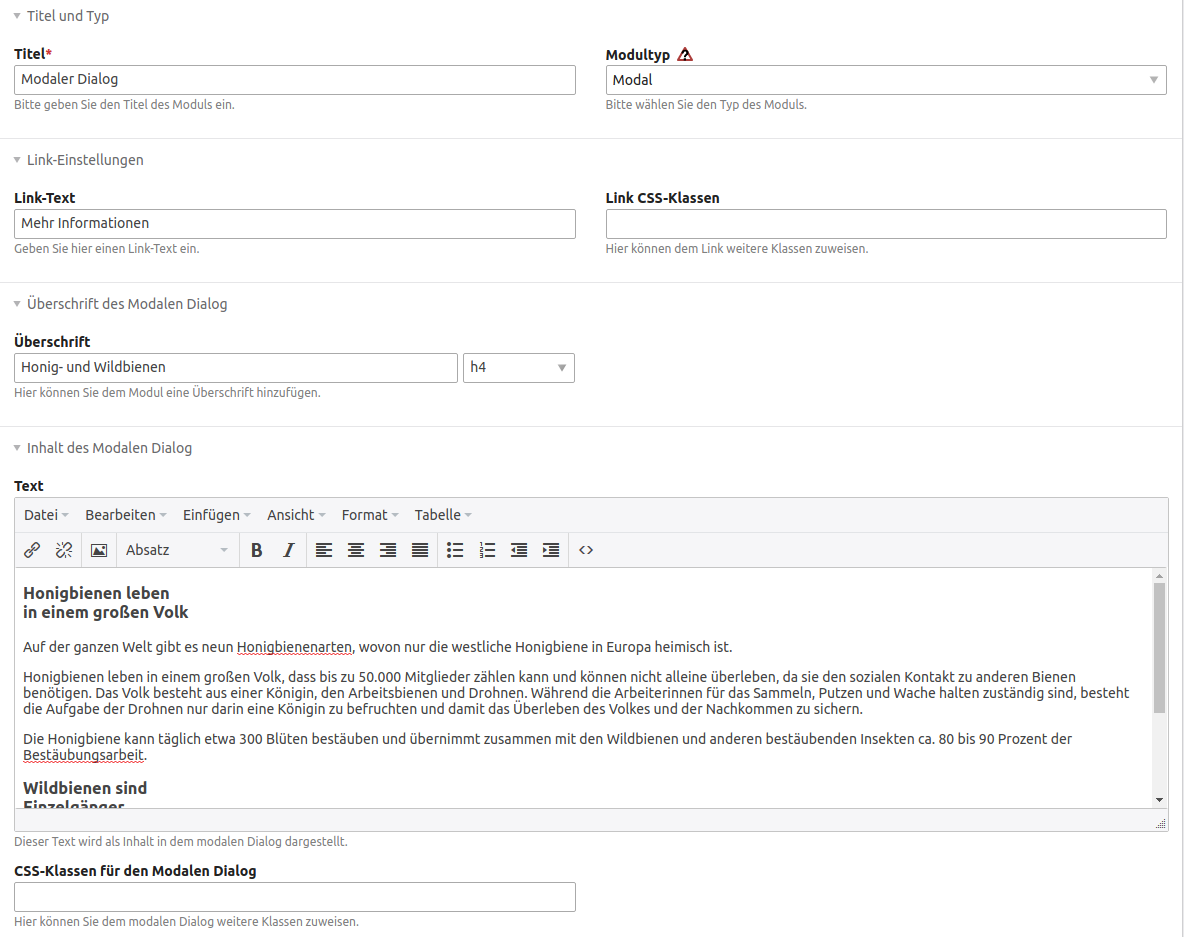 Titel und Typ
Titel*
Modultyp
Modaler Dialog
Modal
Bitte geben Sie den Titel des Moduls ein.
Bitte wählen Sie den Typ des Moduls.
Link-Einstellungen
Link-Text
Link CSS-Klassen
Mehr Informationen
Geben Sie hier einen Link-Text ein.
Hier können dem Link weitere Klassen zuweisen.
Überschrift des Modalen Dialog
Überschrift
Honig- und Wildbienen
h4
Hier können Sie dem Modul eine Überschrift hinzufügen.
Inhalt des Modalen Dialog
Text
Datei Bearbeiten Einfügen Ansicht Format Tabelle
Absatz B I
Honigbienen leben
in einem großen Volk
Auf der ganzen Welt gibt es neun Honigbienenarten, wovon nur die westliche Honigbiene in Europa heimisch ist.
Honigbienen leben in einem großen Volk, dass bis zu 50.000 Mitglieder zählen kann und können nicht alleine überleben, da sie den sozialen Kontakt zu anderen Bienen
benötigen. Das Volk besteht aus einer Königin, den Arbeitsbienen und Drohnen. Während die Arbeiterinnen für das Sammeln, Putzen und Wache halten zuständig sind, besteht
die Aufgabe der Drohnen nur darin eine Königin zu befruchten und damit das Überleben des Volkes und der Nachkommen zu sichern.
Die Honigbiene kann täglich etwa 300 Blüten bestäuben und übernimmt zusammen mit den Wildbienen und anderen bestäubenden Insekten ca. 80 bis 90 Prozent der
Bestäubungsarbeit.
Wildbienen sind
Einzelgänger
Dieser Text wird als Inhalt in dem modalen Dialog dargestellt.
CSS-Klassen für den Modalen Dialog
Hier können Sie dem modalen Dialog weitere Klassen zuweisen.